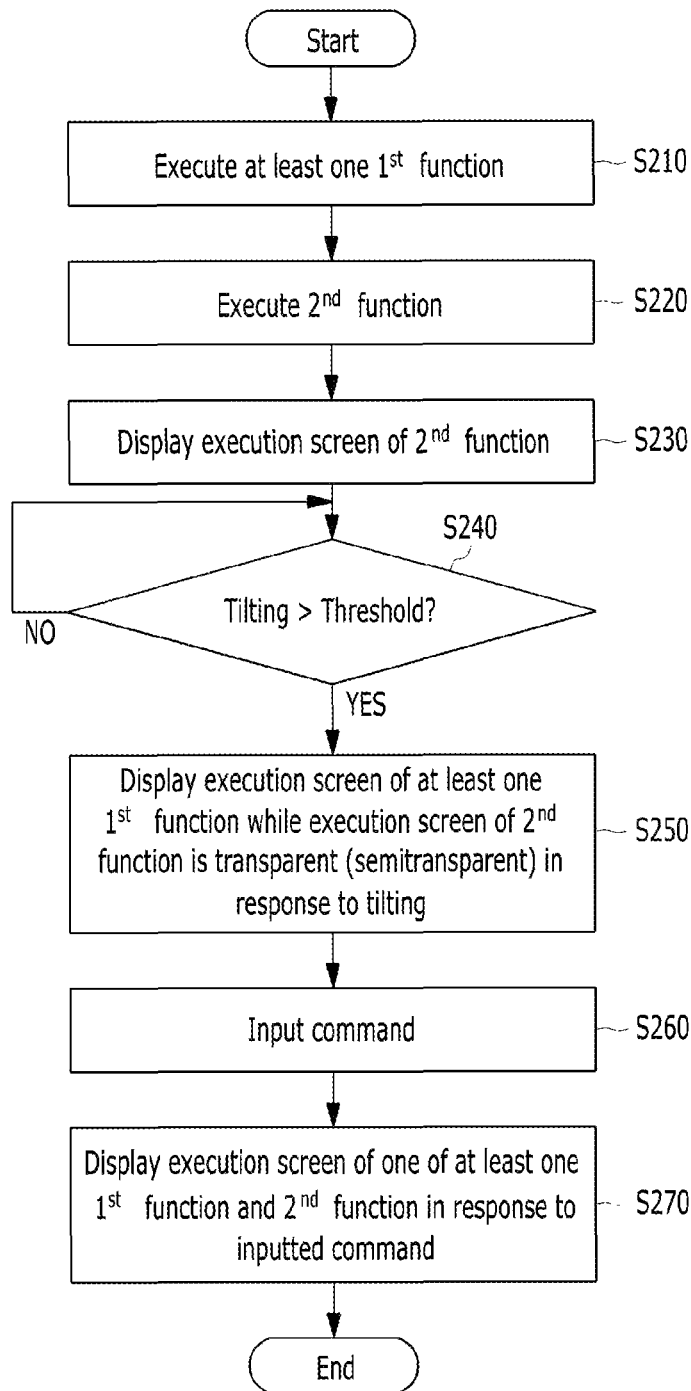 Start
Execute at least one 1st function
S210
Execute 2nd function
S220
Display execution screen of 2nd function
S230
S240
Tilting > Threshold?
NO
YES
Display execution screen of at least one
1st function while execution screen of 2nd
function is transparent (semitransparent) in
response to tilting
S250
Input command
S260
Display execution screen of one of at least one
1st function and 2nd function in response to
inputted command
S270
End